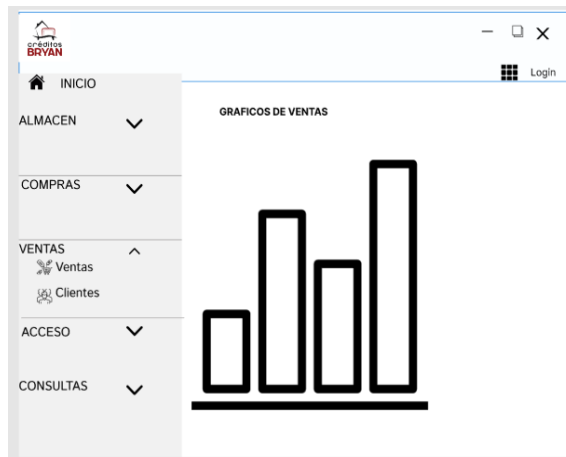 créditos
BRYAN
Login
INICIO
GRAFICOS DE VENTAS
ALMACEN
COMPRAS
VENTAS
Ventas
Clientes
ACCESO
CONSULTAS